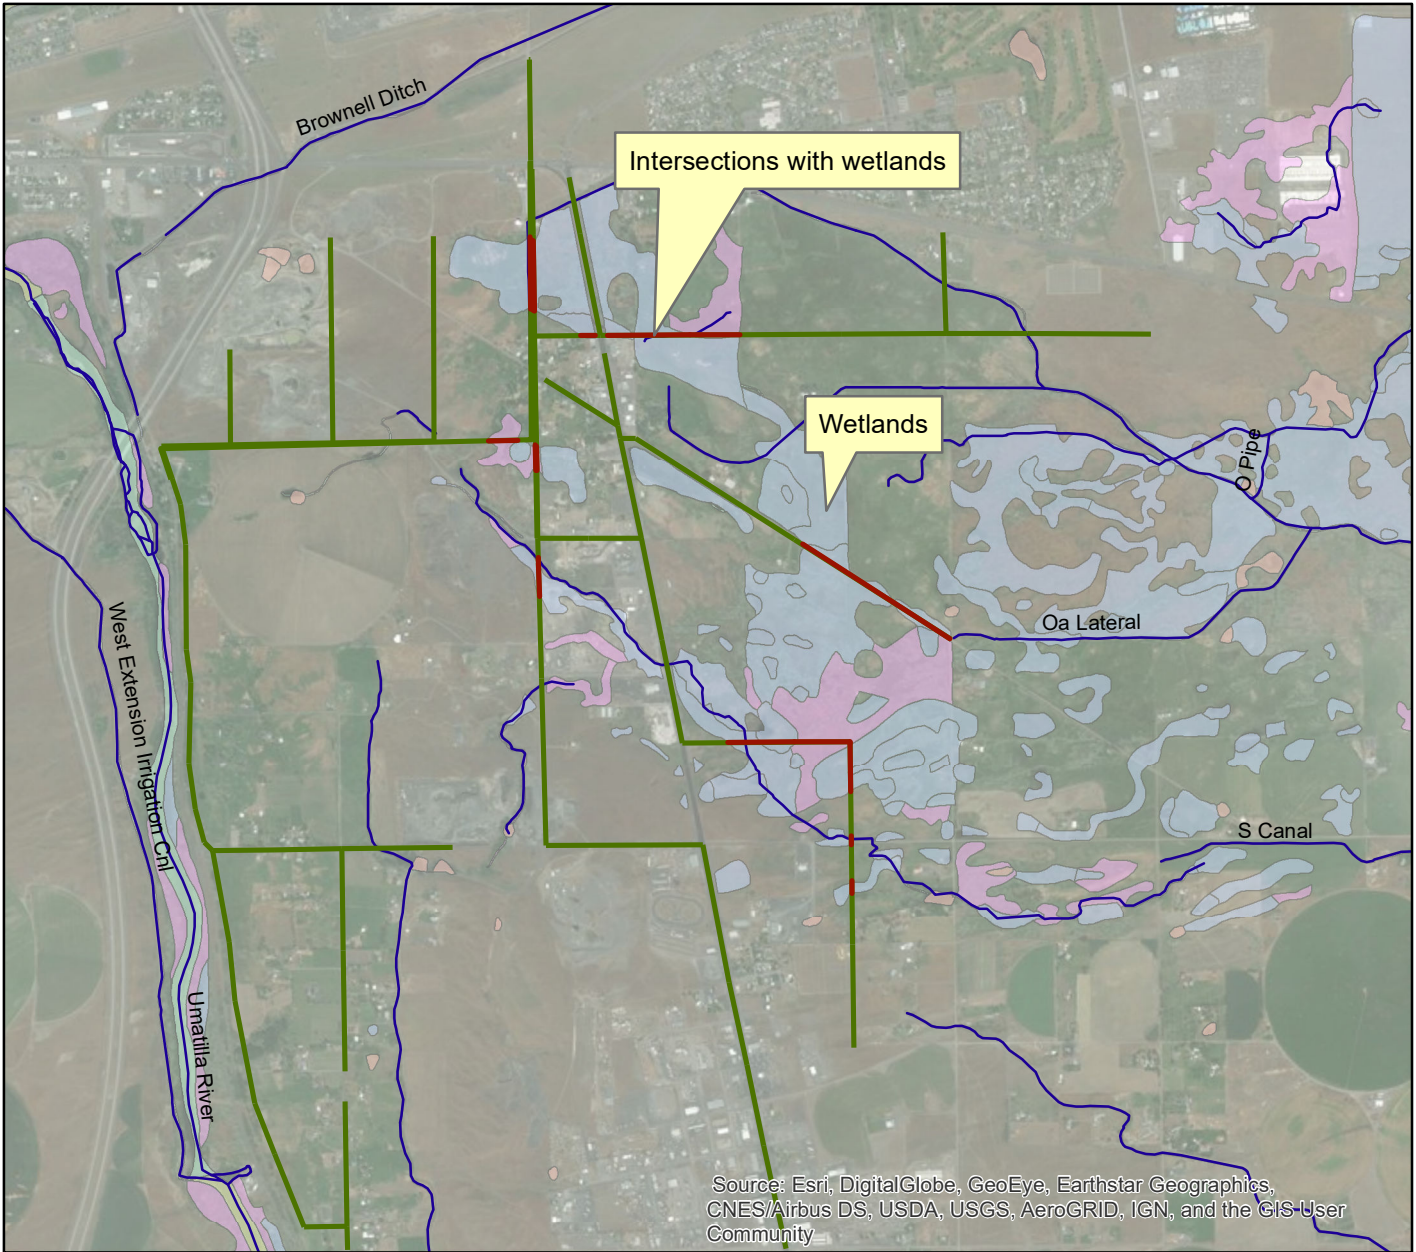 Brownell Ditch
Intersections with wetlands
Wetlands
O Pipe
Oa Lateral
West Extension Irrigation Cnl
S Canal
Umatilla River
Source: Esri, DigitalGlobe, GeoEye, Earthstar Geographics,
CNES/Airbus DS, USDA, USGS, AeroGRID, IGN, and the GIS User
Community